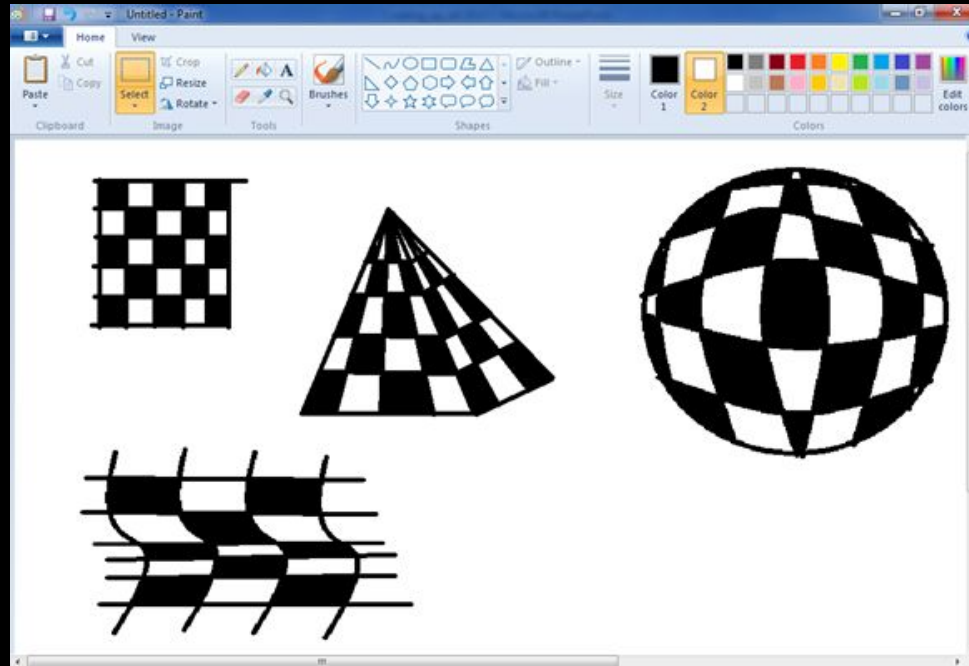 Untitled - Paint
Home View
Paste
Cut
Copy
Clipboard
Select
Crop
Resize
Rotate
Image
A
Tools
Brushes
Shapes
Outline
Fill
Size
Color 1
Color 2
Colors
Edit colors